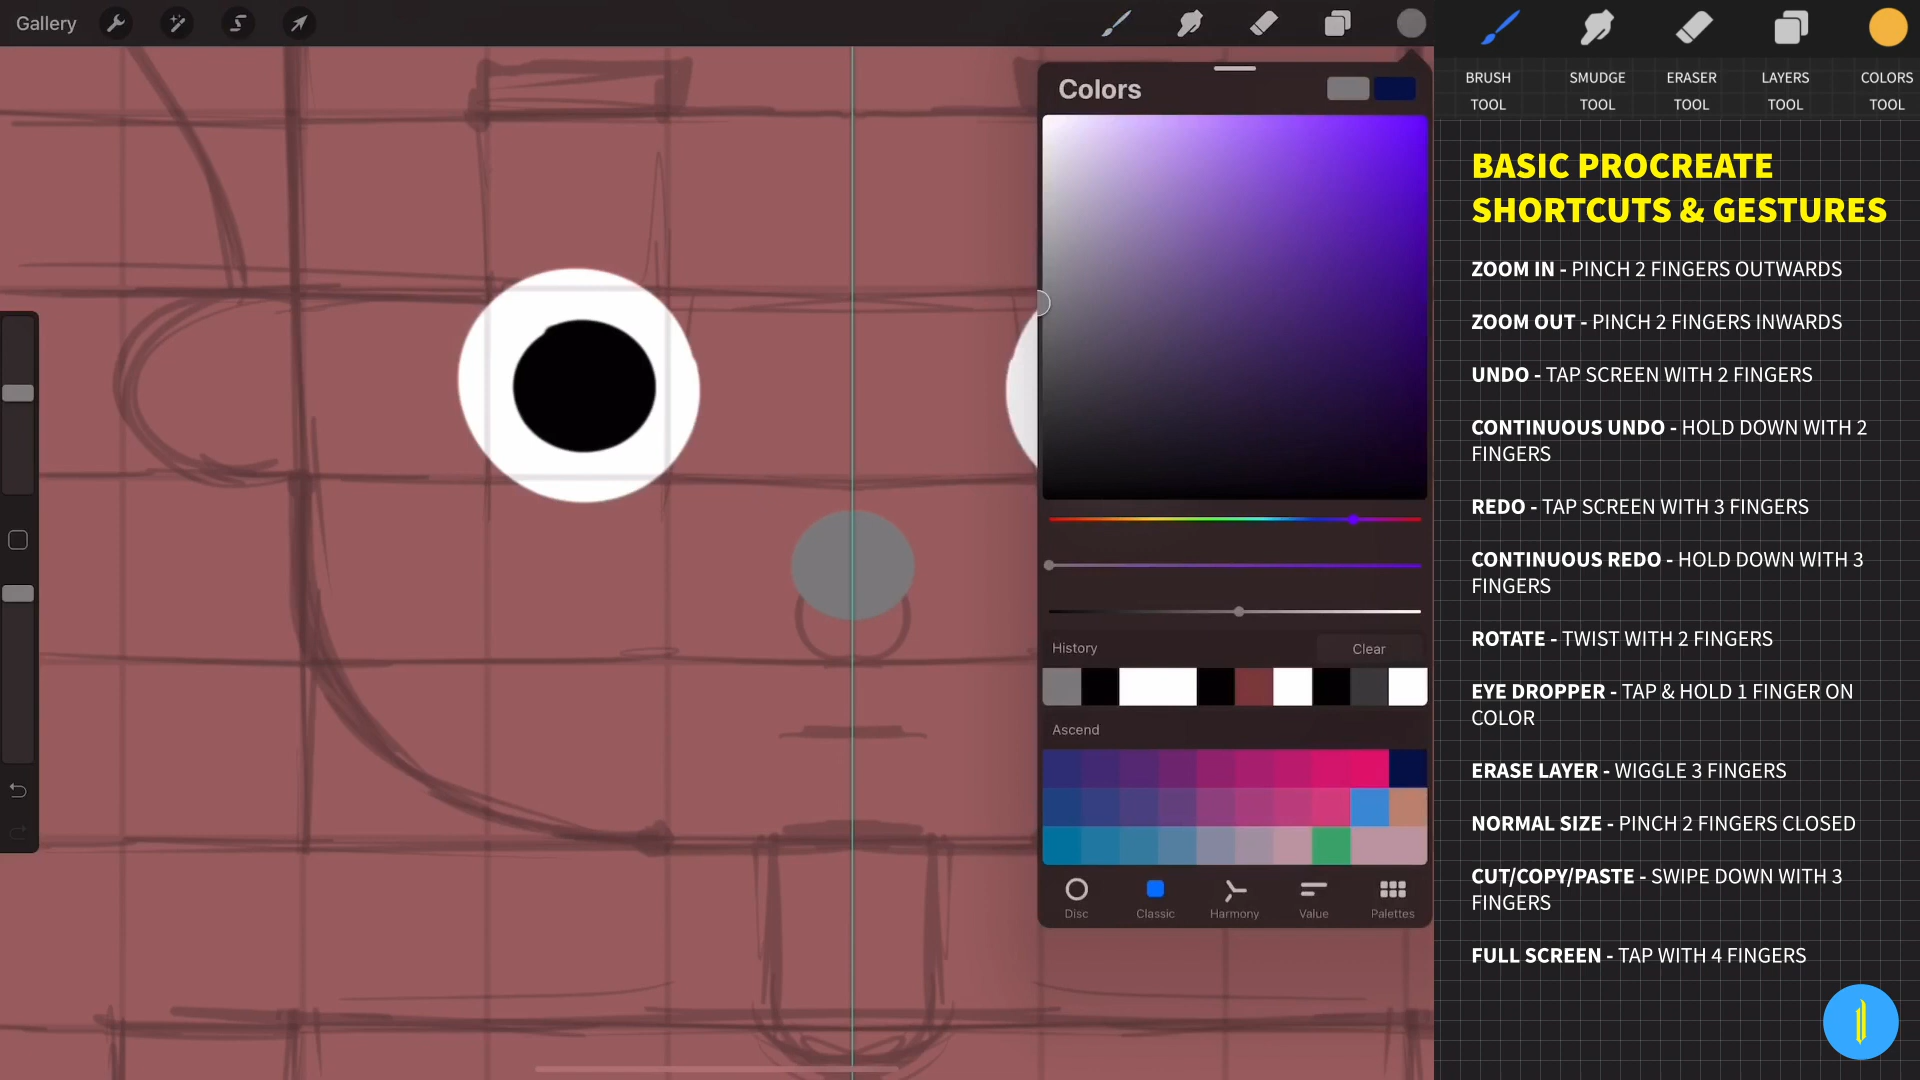 Gallery
Colors
History
Clear
Ascend
Disc
Classic
Harmony
Value
Palettes
BRUSH
TOOL
SMUDGE
TOOL
ERASER
TOOL
LAYERS
TOOL
COLORS
TOOL
BASIC PROCREATE
SHORTCUTS & GESTURES
ZOOM IN - PINCH 2 FINGERS OUTWARDS
ZOOM OUT - PINCH 2 FINGERS INWARDS
UNDO - TAP SCREEN WITH 2 FINGERS
CONTINUOUS UNDO - HOLD DOWN WITH 2
FINGERS
REDO - TAP SCREEN WITH 3 FINGERS
CONTINUOUS REDO - HOLD DOWN WITH 3
FINGERS
ROTATE - TWIST WITH 2 FINGERS
EYE DROPPER - TAP & HOLD 1 FINGER ON
COLOR
ERASE LAYER - WIGGLE 3 FINGERS
NORMAL SIZE - PINCH 2 FINGERS CLOSED
CUT/COPY/PASTE - SWIPE DOWN WITH 3
FINGERS
FULL SCREEN - TAP WITH 4 FINGERS